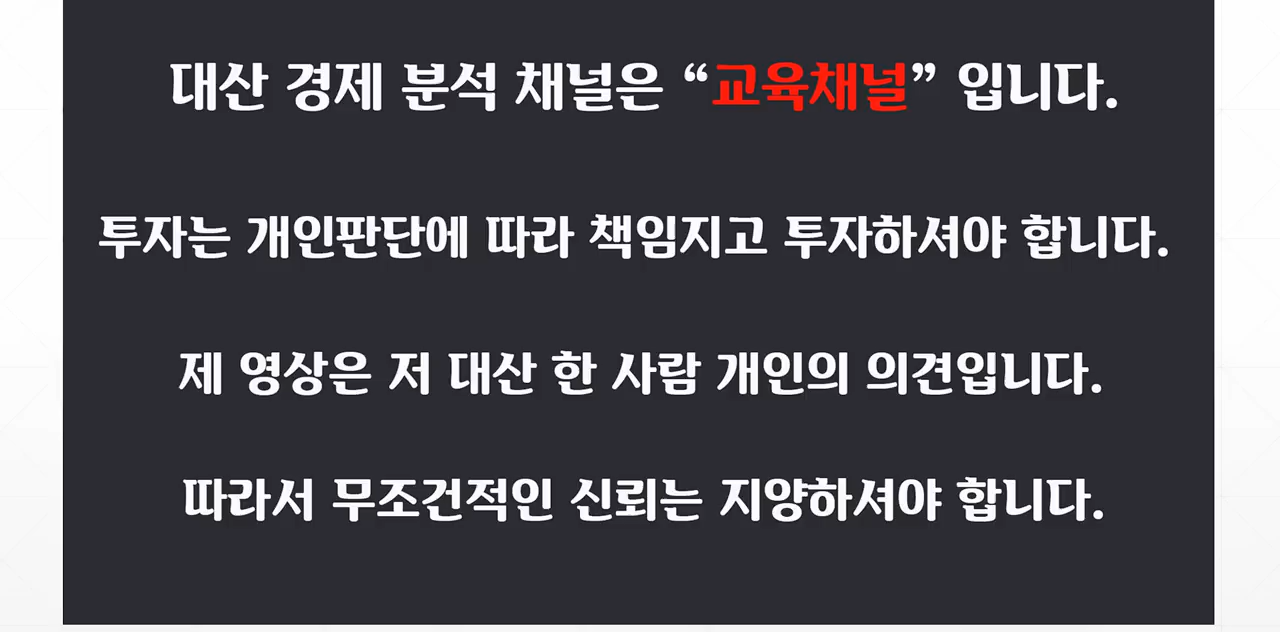 대산 경제 분석 채널은 “교육채널” 입니다.
투자는 개인판단에 따라 책임지고 투자하셔야 합니다.
제 영상은 저 대산 한 사람 개인의 의견입니다.
따라서 무조건적인 신뢰는 지양하셔야 합니다.